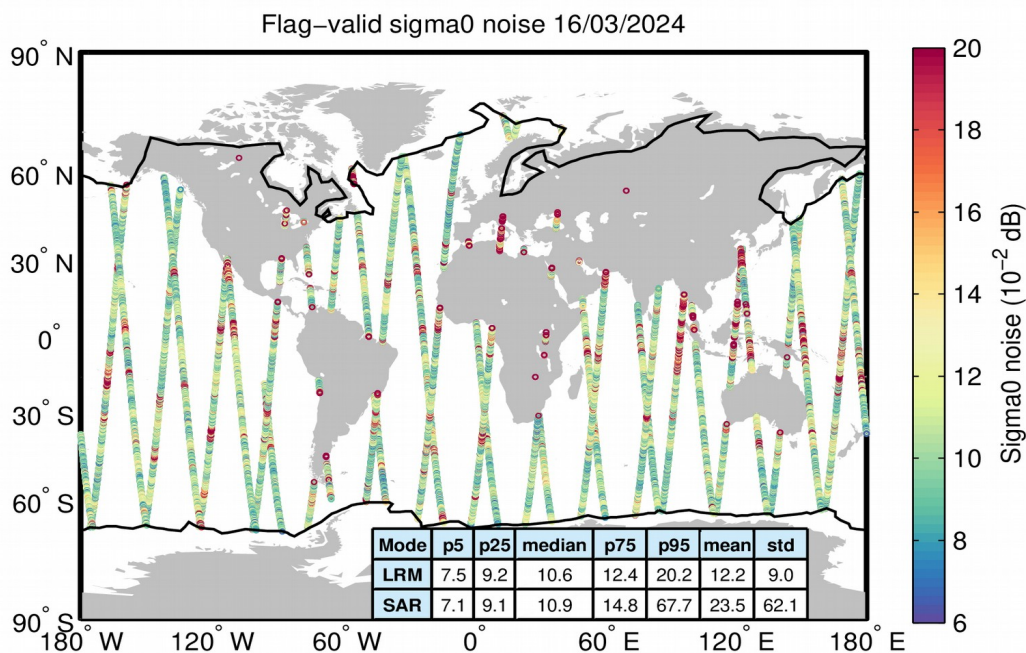 Flag−valid sigma0 noise 16/03/2024
90° N
60° N
30° N
0°
30° S
60° S
90° S
180° W 120° W 60° W 0° 60° E 120° E 180° E
Mode p5 p25 median p75 p95 mean std
LRM 7.5 9.2 10.6 12.4 20.2 12.2 9.0
SAR 7.1 9.1 10.9 14.8 67.7 23.5 62.1
20
18
16
14
12
10
8
6
Sigma0 noise (10⁻² dB)